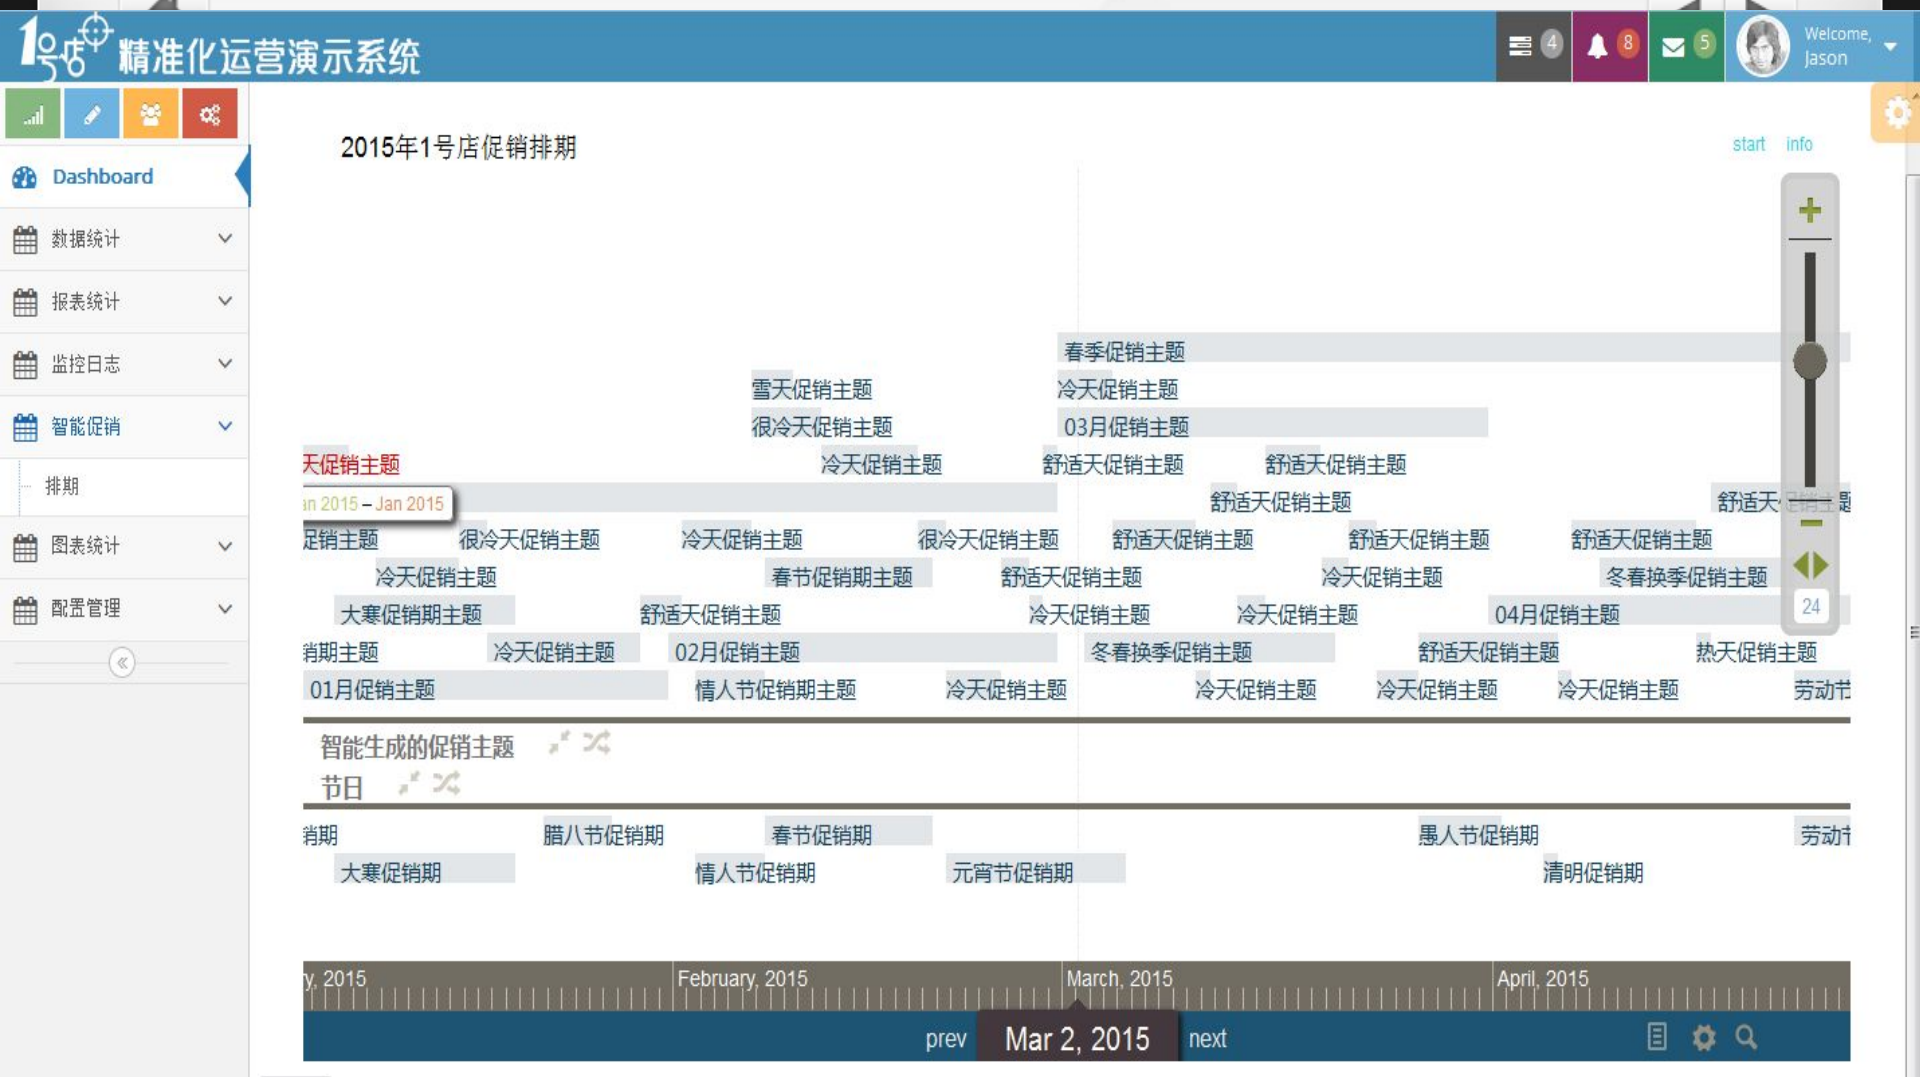 1号店 精准化运营演示系统
4 8 5 Welcome, Jason
Dashboard
数据统计
报表统计
监控日志
智能促销
排期
图表统计
配置管理
2015年1号店促销排期
start info
春季促销主题
雪天促销主题 冷天促销主题
很冷天促销主题 03月促销主题
天促销主题 冷天促销主题 舒适天促销主题 舒适天促销主题
an 2015 – Jan 2015 舒适天促销主题 舒适天促销主题
促销主题 很冷天促销主题 冷天促销主题 很冷天促销主题 舒适天促销主题 舒适天促销主题 舒适天促销主题
冷天促销主题 春节促销期主题 舒适天促销主题 冷天促销主题 冬春换季促销主题
大寒促销期主题 舒适天促销主题 冷天促销主题 冷天促销主题 04月促销主题 24
销期主题 冷天促销主题 02月促销主题 冬春换季促销主题 舒适天促销主题 热天促销主题
01月促销主题 情人节促销期主题 冷天促销主题 冷天促销主题 冷天促销主题 冷天促销主题 劳动节
智能生成的促销主题
节日
销期 腊八节促销期 春节促销期 愚人节促销期 劳动节
大寒促销期 情人节促销期 元宵节促销期 清明促销期
y, 2015 February, 2015 March, 2015 April, 2015
prev Mar 2, 2015 next